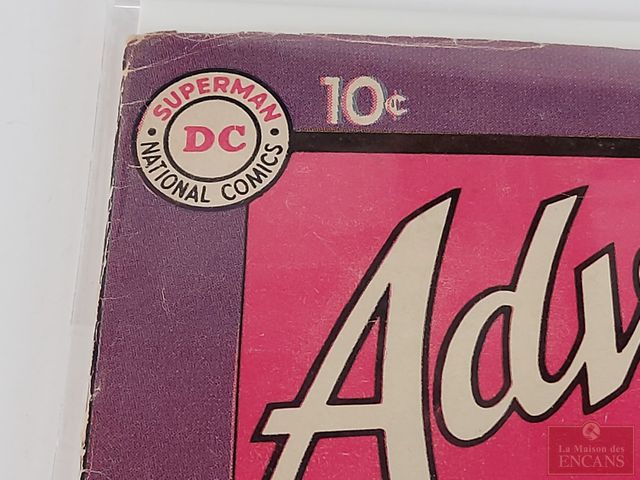 SUPERMAN
DC
NATIONAL COMICS
10¢
Adv
La Maison des
ENCANS